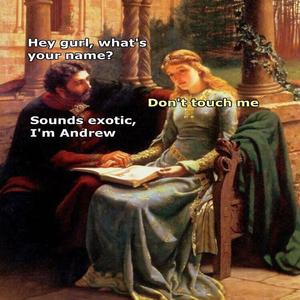 Hey gurl, what's
your name?
Don't touch me
Sounds exotic,
I'm Andrew